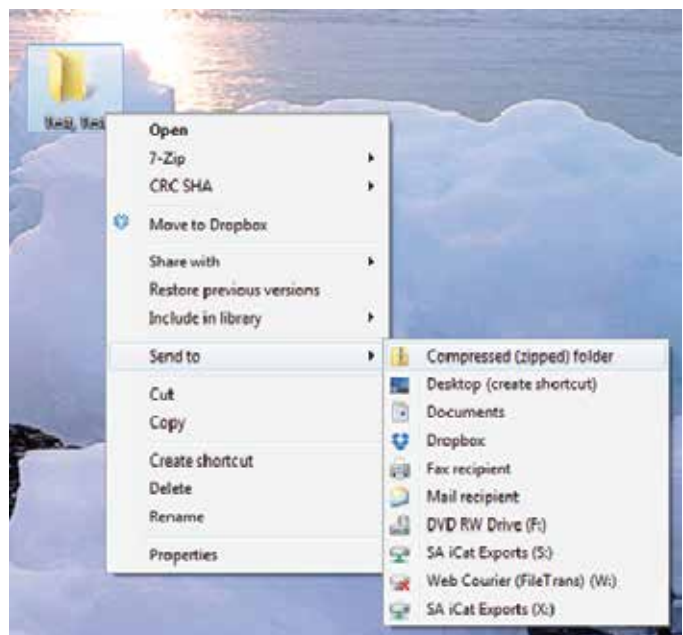 Open
7-Zip
CRC SHA
Move to Dropbox
Share with
Restore previous versions
Include in library
Send to
Cut
Copy
Create shortcut
Delete
Rename
Properties
Compressed (zipped) folder
Desktop (create shortcut)
Documents
Dropbox
Fax recipient
Mail recipient
DVD RW Drive (F:)
SA iCat Exports (S:)
Web Courier (FileTrans) (W:)
SA iCat Exports (X:)